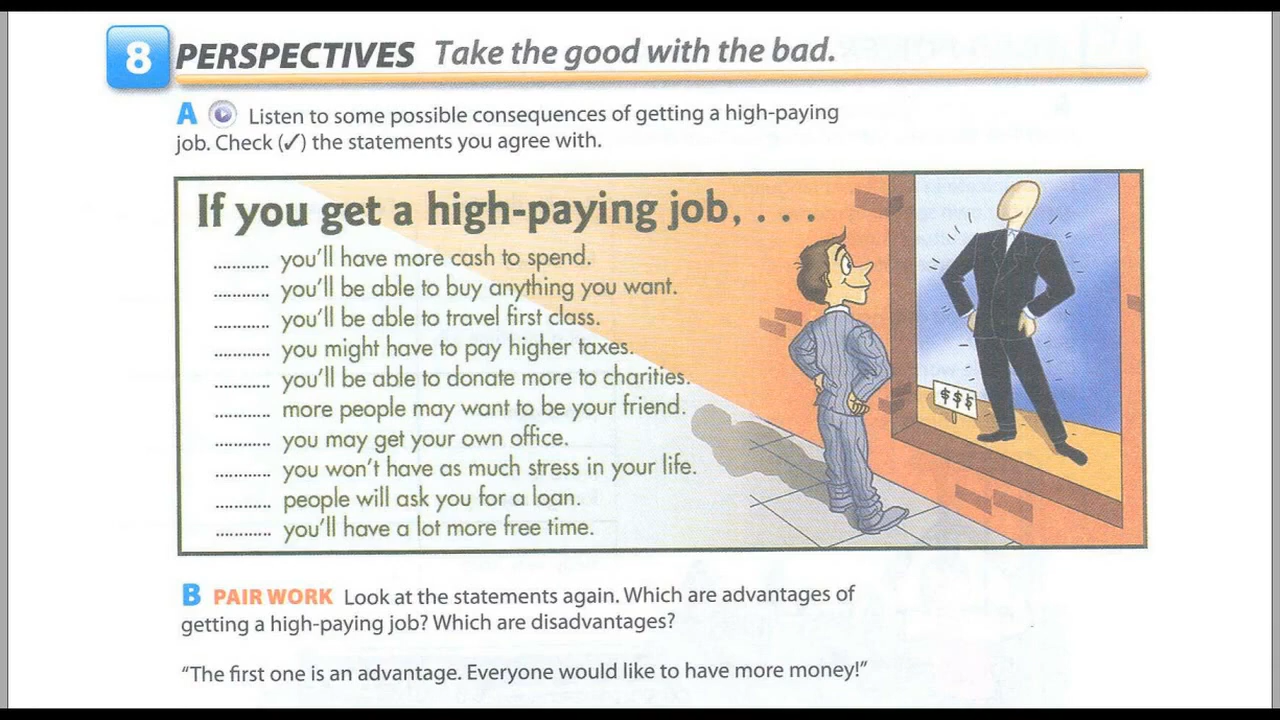 8 PERSPECTIVES Take the good with the bad.
A Listen to some possible consequences of getting a high-paying
job. Check (✓) the statements you agree with.
If you get a high-paying job, . . .
........... you'll have more cash to spend.
........... you'll be able to buy anything you want.
........... you'll be able to travel first class.
........... you might have to pay higher taxes.
........... you'll be able to donate more to charities.
........... more people may want to be your friend.
........... you may get your own office.
........... you won't have as much stress in your life.
........... people will ask you for a loan.
........... you'll have a lot more free time.
$$$
B PAIR WORK Look at the statements again. Which are advantages of
getting a high-paying job? Which are disadvantages?
“The first one is an advantage. Everyone would like to have more money!”